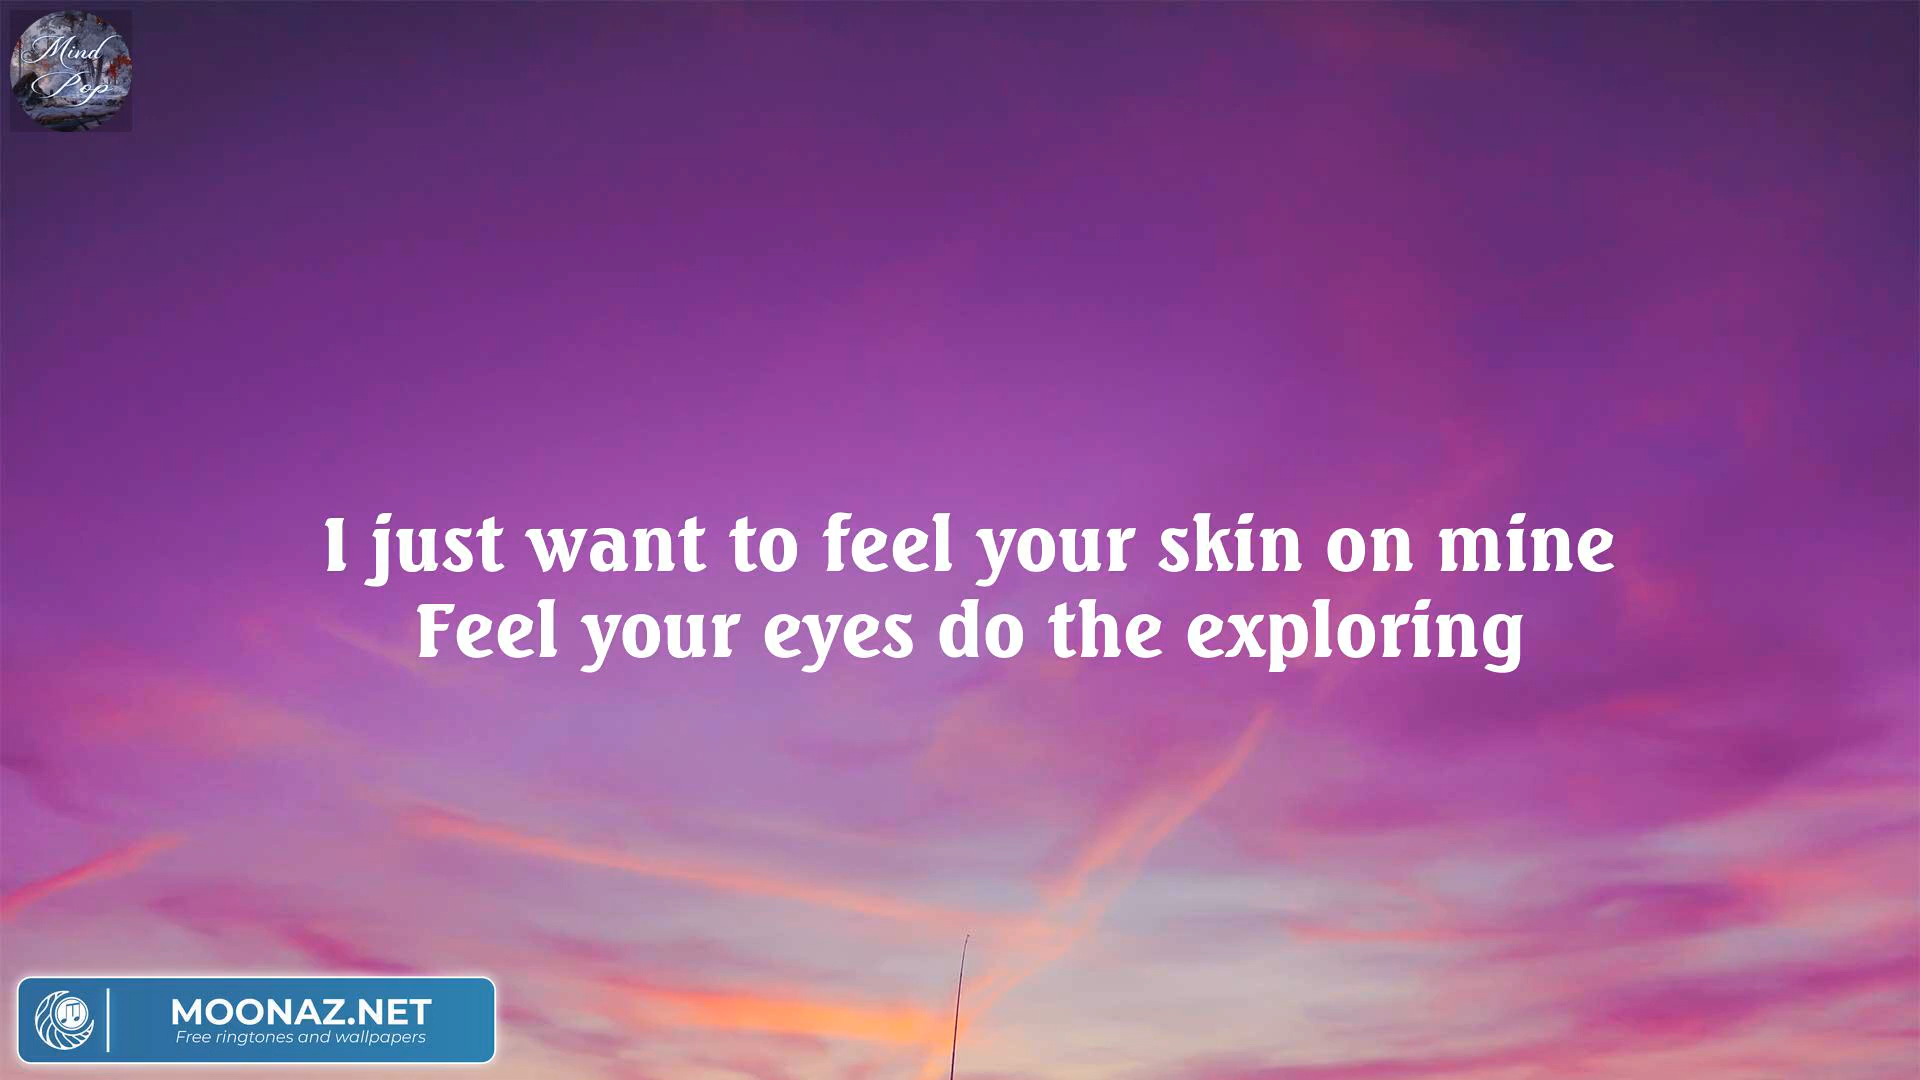 Mind
Pop
I just want to feel your skin on mine
Feel your eyes do the exploring
MOONAZ.NET
Free ringtones and wallpapers